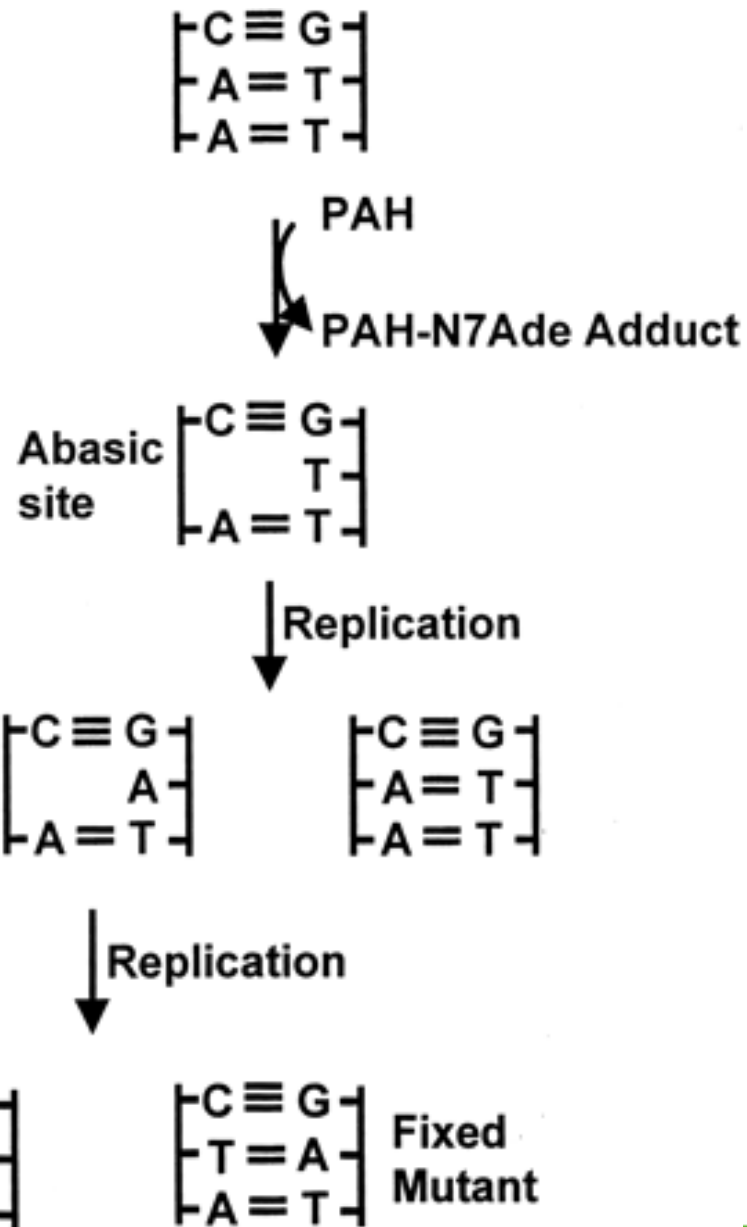 C≡G
A=T
A=T
PAH
PAH-N7Ade Adduct
Abasic
site
C≡G
T
A=T
Replication
C≡G
A
A=T
C≡G
A=T
A=T
Replication
C≡G
T=A
A=T
Fixed
Mutant